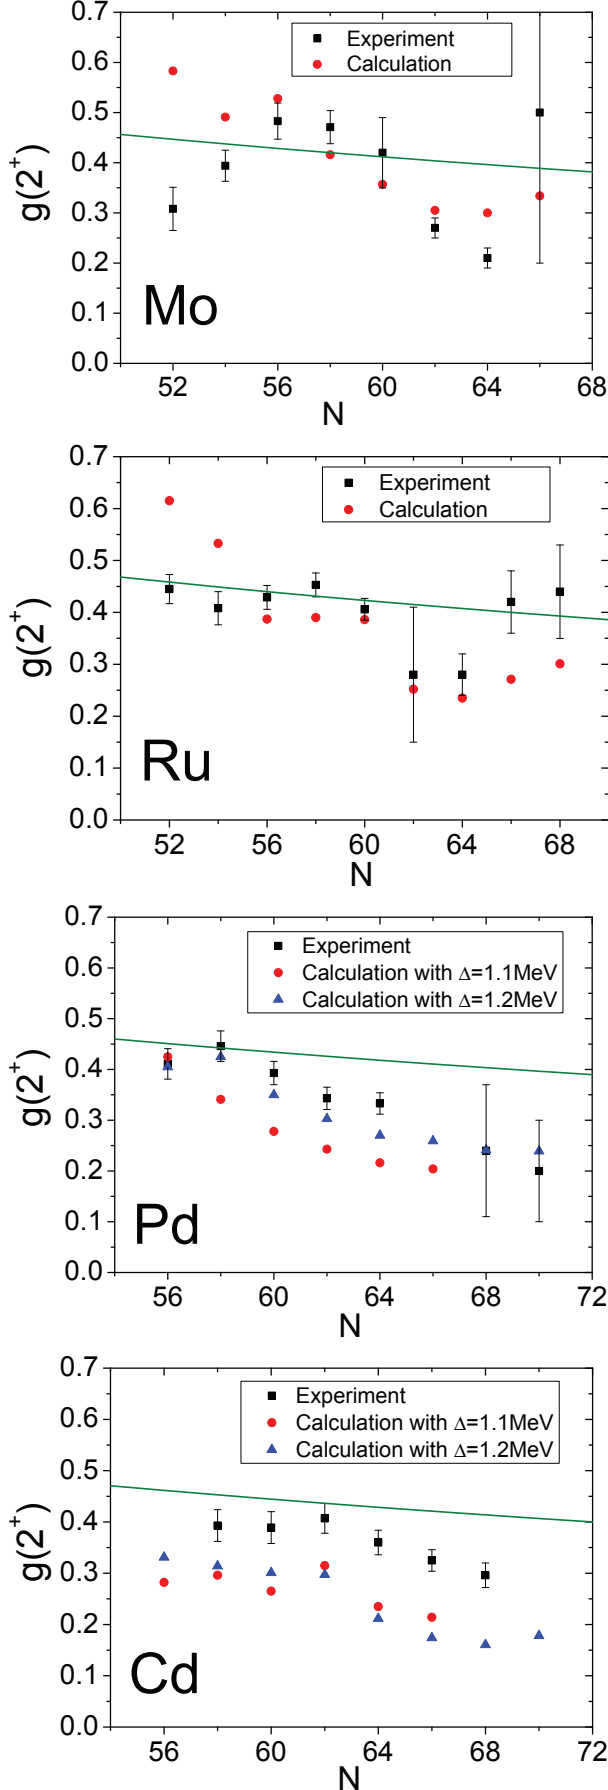 0.7
0.6
0.5
0.4
0.3
0.2
0.1
0.0
g(2⁺)
Experiment
Calculation
Mo
52 56 60 64 68
N
0.7
0.6
0.5
0.4
0.3
0.2
0.1
0.0
g(2⁺)
Experiment
Calculation
Ru
52 56 60 64 68
N
0.7
0.6
0.5
0.4
0.3
0.2
0.1
0.0
g(2⁺)
Experiment
Calculation with Δ=1.1MeV
Calculation with Δ=1.2MeV
Pd
56 60 64 68 72
N
0.7
0.6
0.5
0.4
0.3
0.2
0.1
0.0
g(2⁺)
Experiment
Calculation with Δ=1.1MeV
Calculation with Δ=1.2MeV
Cd
56 60 64 68 72
N